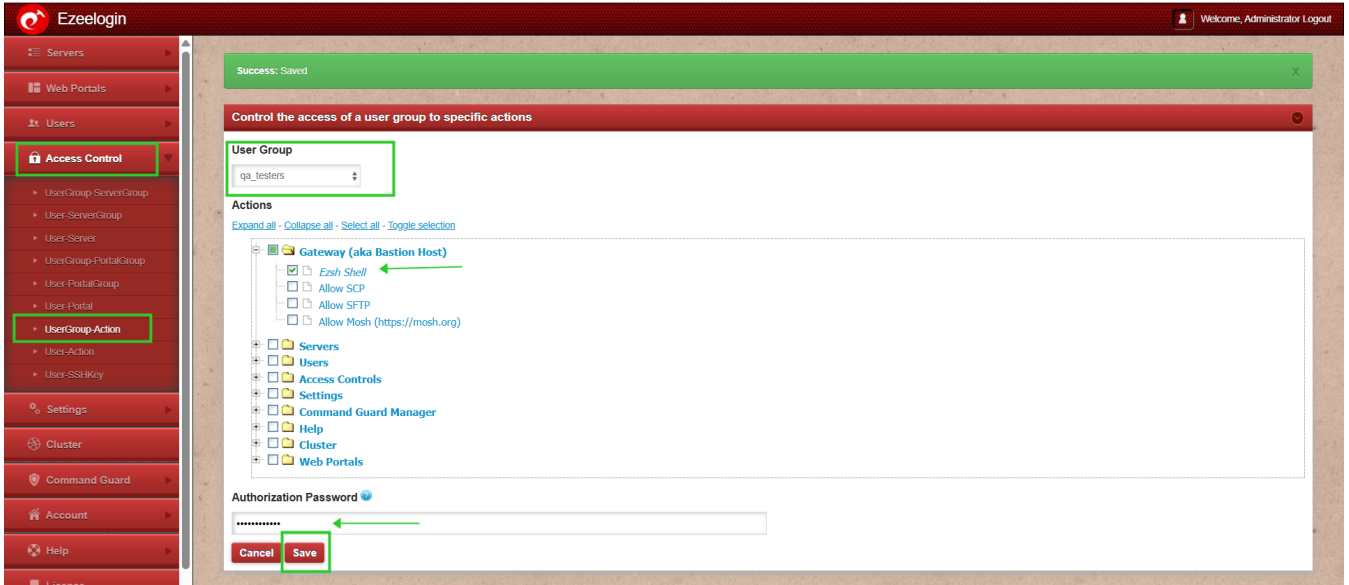 Ezeelogin
Welcome, Administrator Logout
Servers
Web Portals
Users
Access Control
UserGroup-ServerGroup
User-ServerGroup
User-Server
UserGroup-PortalGroup
User-PortalGroup
User-Portal
UserGroup-Action
User-Action
User-SSHKey
Settings
Cluster
Command Guard
Account
Help
License
Success: Saved
X
Control the access of a user group to specific actions
User Group
qa_testers
Actions
Expand all - Collapse all - Select all - Toggle selection
Gateway (aka Bastion Host)
Ezsh Shell
Allow SCP
Allow SFTP
Allow Mosh (https://mosh.org)
Servers
Users
Access Controls
Settings
Command Guard Manager
Help
Cluster
Web Portals
Authorization Password
Cancel Save